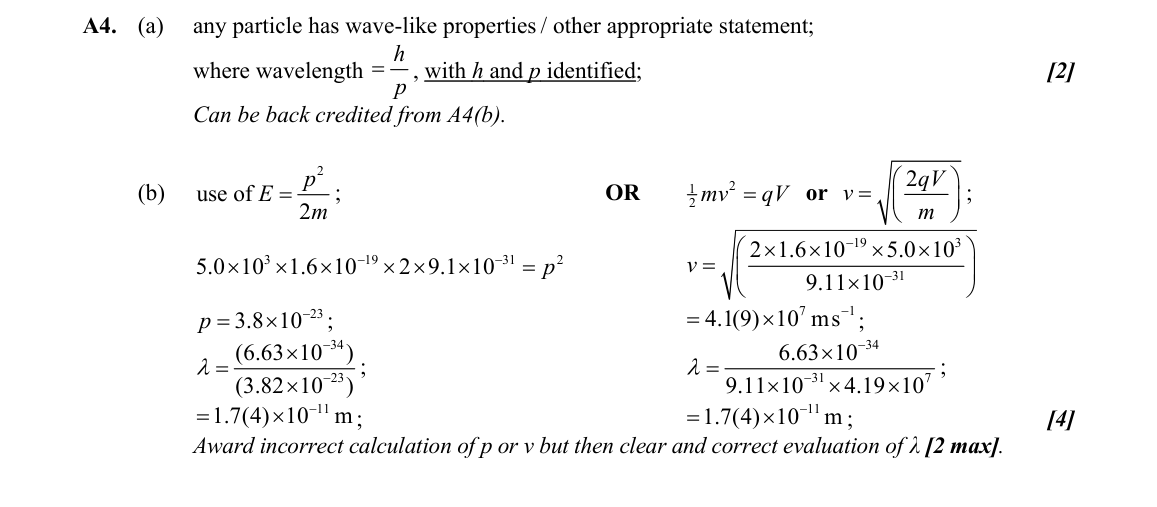 A4. (a) any particle has wave-like properties / other appropriate statement;
where wavelength = h/p, with h and p identified; [2]
Can be back credited from A4(b).
(b) use of E = p²/2m; OR ½mv² = qV or v = √(2qV/m);
5.0×10³×1.6×10⁻¹⁹×2×9.1×10⁻³¹ = p² v = √((2×1.6×10⁻¹⁹×5.0×10³)/(9.11×10⁻³¹))
p = 3.8×10⁻²³; = 4.1(9)×10⁷ ms⁻¹;
λ = (6.63×10⁻³⁴)/(3.82×10⁻²³); λ = 6.63×10⁻³⁴/(9.11×10⁻³¹×4.19×10⁷);
=1.7(4)×10⁻¹¹ m; =1.7(4)×10⁻¹¹ m; [4]
Award incorrect calculation of p or v but then clear and correct evaluation of λ [2 max].